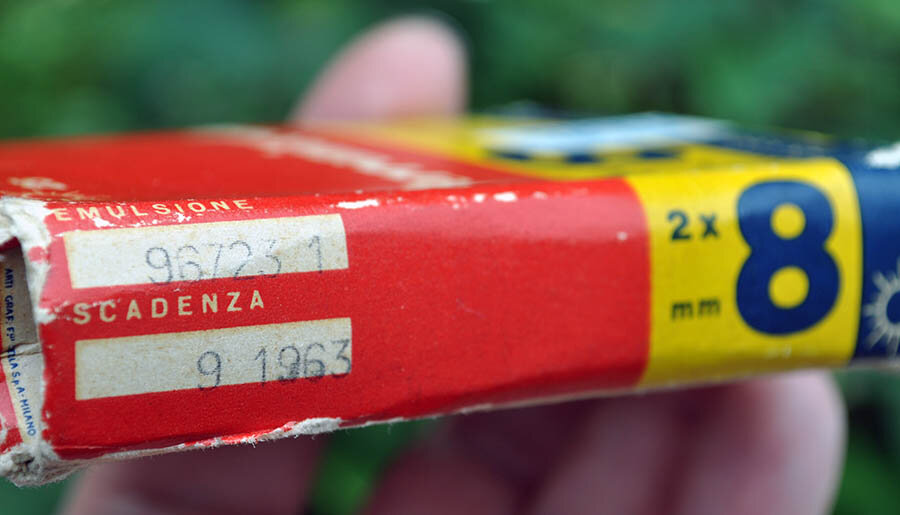 EMULSIONE
96723 1
SCADENZA
9 1963
2 x 8
mm